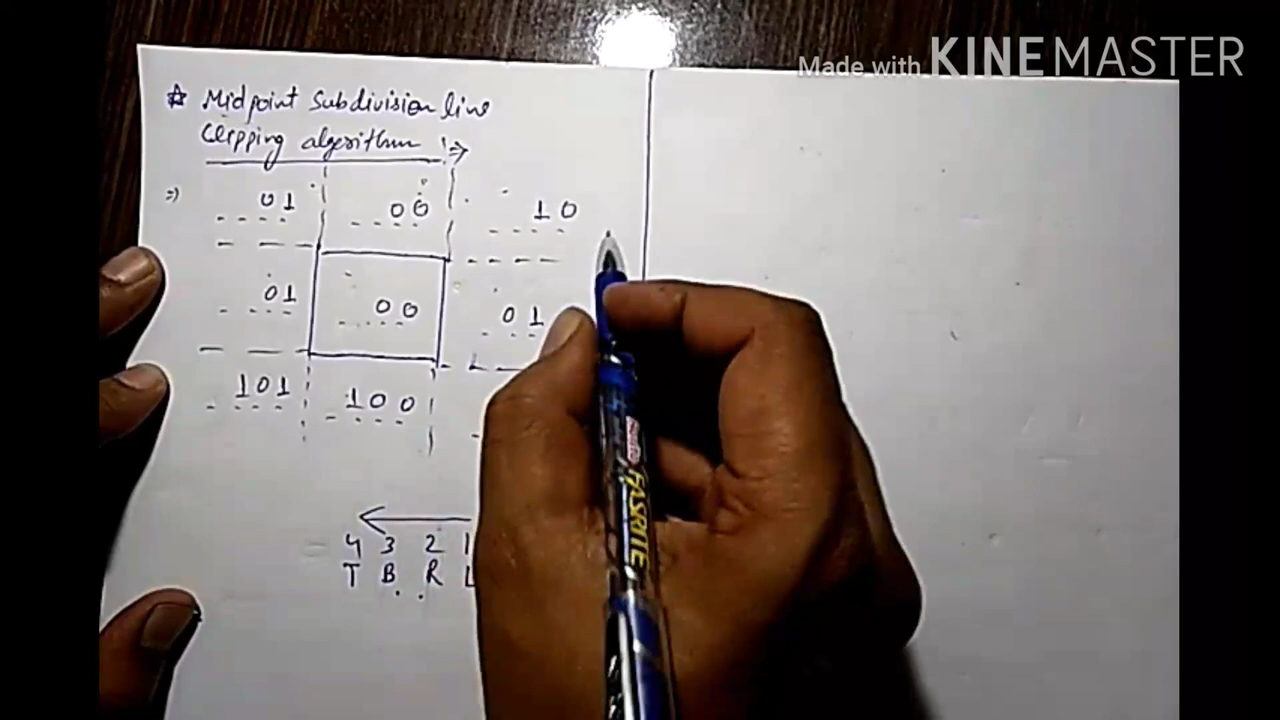 Made with KINEMASTER
☆ Midpoint Subdivision line
Clipping algorithm :⇒
⇒) 01 00 10
01 00 01
101 100
4 3 2 1
T B R L
FASRITE